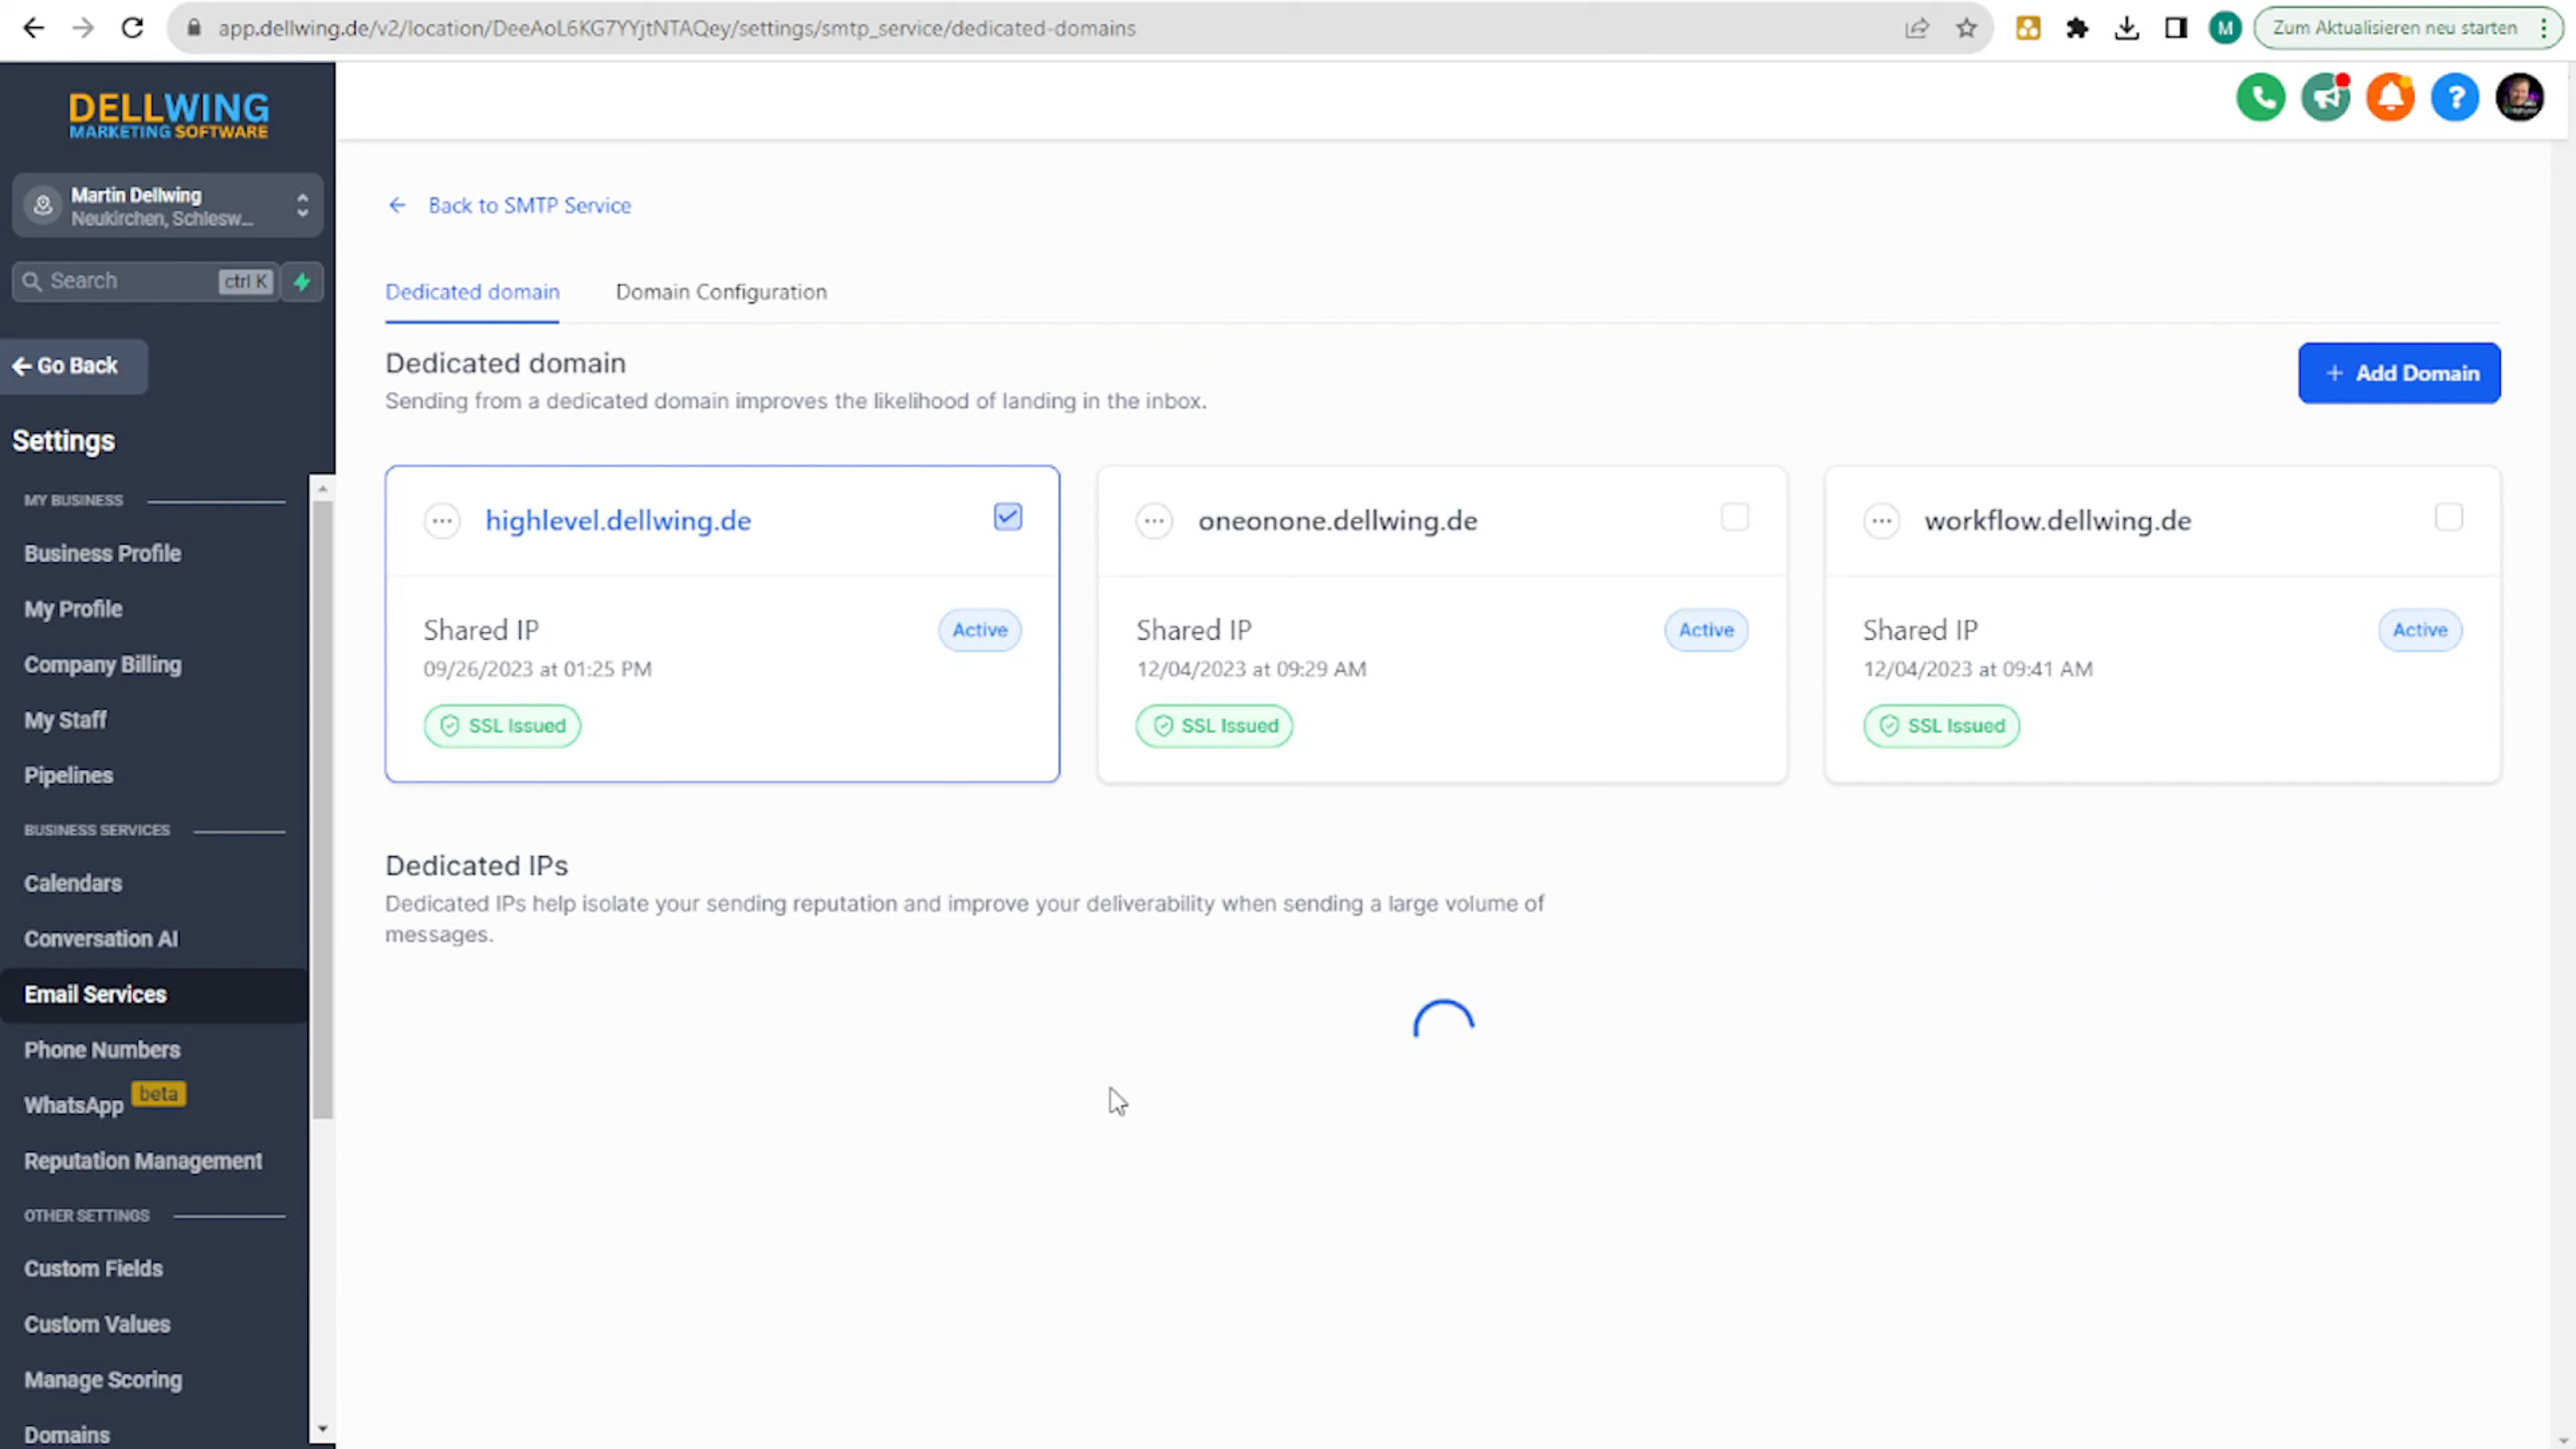 app.dellwing.de/v2/location/DeeAoL6KG7YYjtNTAQey/settings/smtp_service/dedicated-domains
M
Zum Aktualisieren neu starten
DELLWING
MARKETING SOFTWARE
Martin Dellwing
Neukirchen, Schlesw...
Search
ctrl K
Go Back
Settings
MY BUSINESS
Business Profile
My Profile
Company Billing
My Staff
Pipelines
BUSINESS SERVICES
Calendars
Conversation AI
Email Services
Phone Numbers
WhatsApp beta
Reputation Management
OTHER SETTINGS
Custom Fields
Custom Values
Manage Scoring
Domains
?
Back to SMTP Service
Dedicated domain
Domain Configuration
Dedicated domain
Sending from a dedicated domain improves the likelihood of landing in the inbox.
+ Add Domain
highlevel.dellwing.de
Shared IP
Active
09/26/2023 at 01:25 PM
SSL Issued
oneonone.dellwing.de
Shared IP
Active
12/04/2023 at 09:29 AM
SSL Issued
workflow.dellwing.de
Shared IP
Active
12/04/2023 at 09:41 AM
SSL Issued
Dedicated IPs
Dedicated IPs help isolate your sending reputation and improve your deliverability when sending a large volume of
messages.